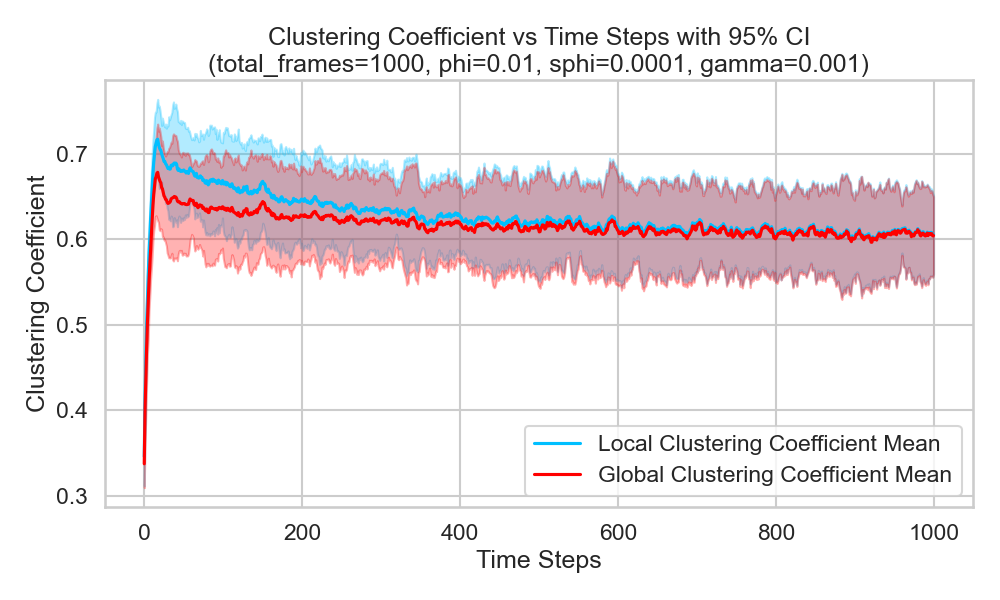 Clustering Coefficient vs Time Steps with 95% CI
(total_frames=1000, phi=0.01, sphi=0.0001, gamma=0.001)
Clustering Coefficient
0.7
0.6
0.5
0.4
0.3
Local Clustering Coefficient Mean
Global Clustering Coefficient Mean
0 200 400 600 800 1000
Time Steps